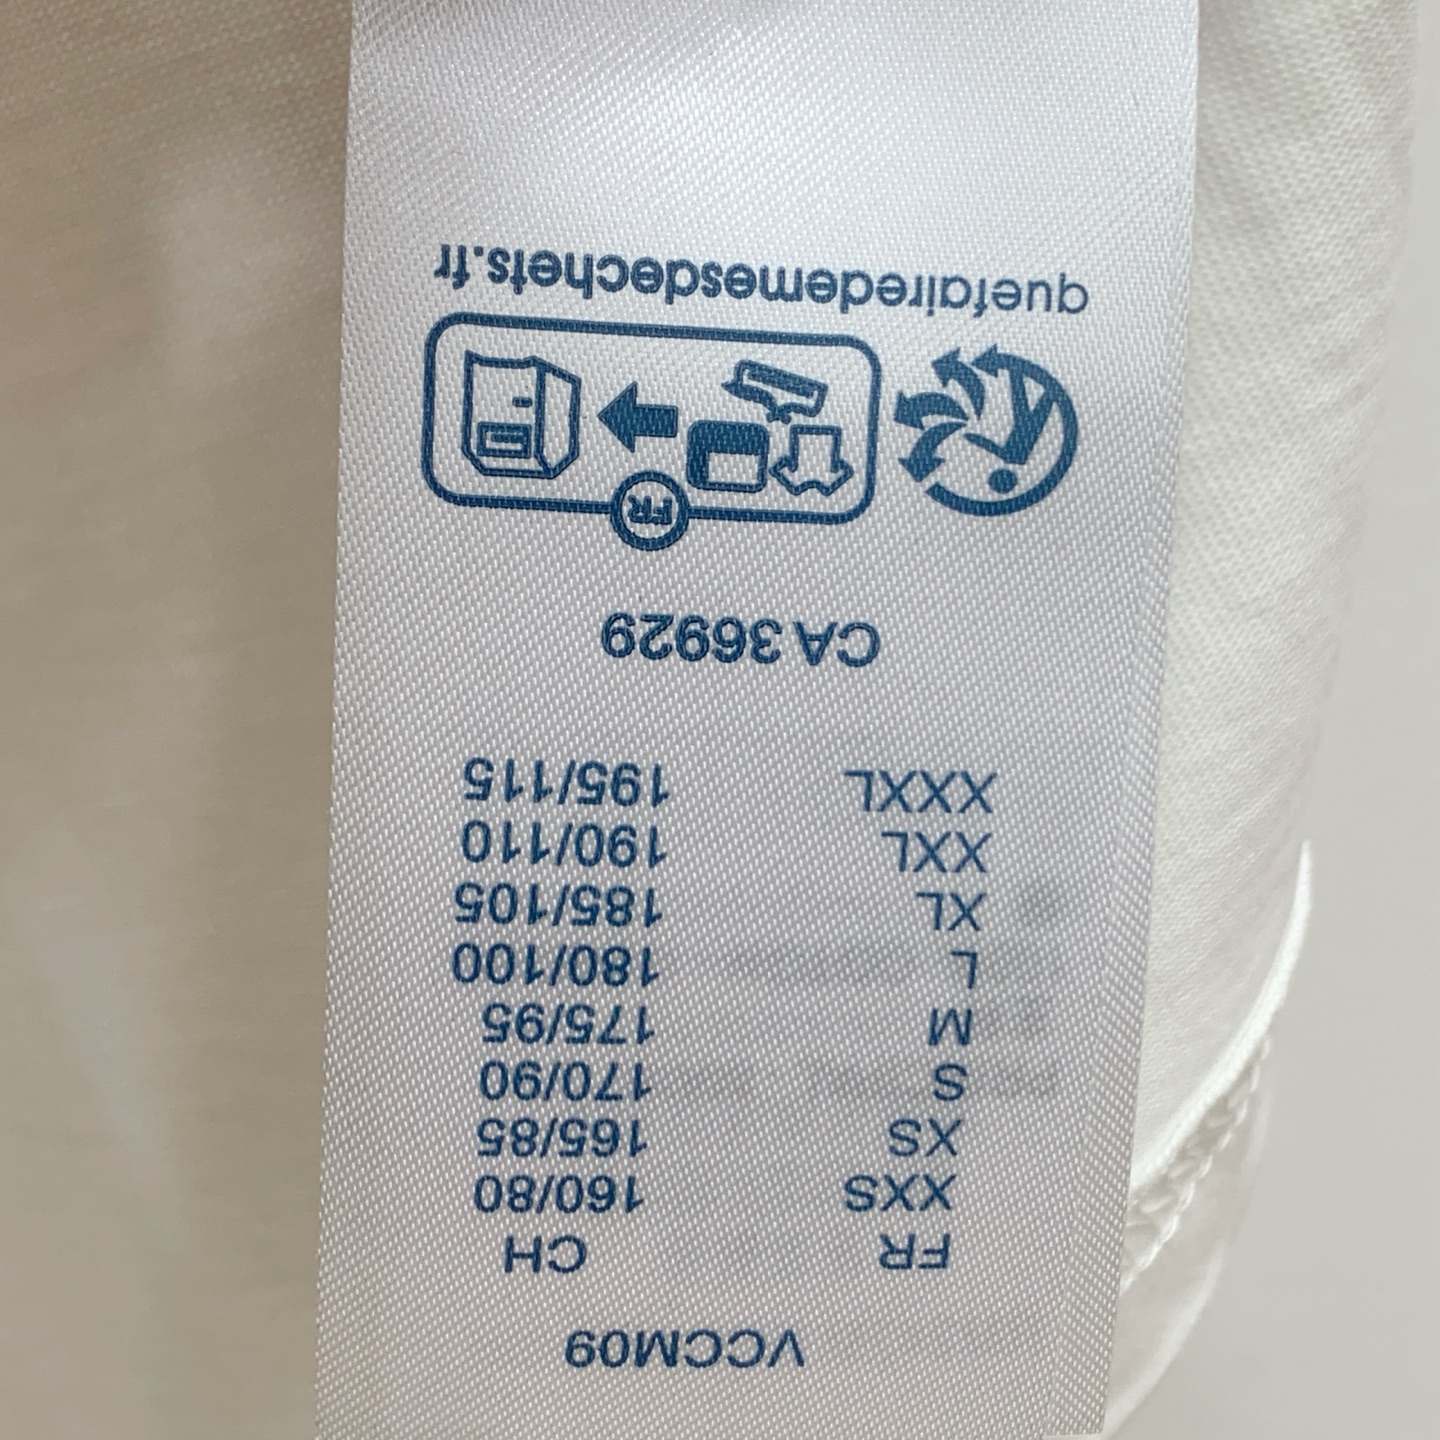 VCCM09
FR CH
XXS 160/80
XS 165/85
S 170/90
M 175/95
L 180/100
XL 185/105
XXL 190/110
XXXL 195/115
CA 36929
FR
quefairedemesdechets.fr